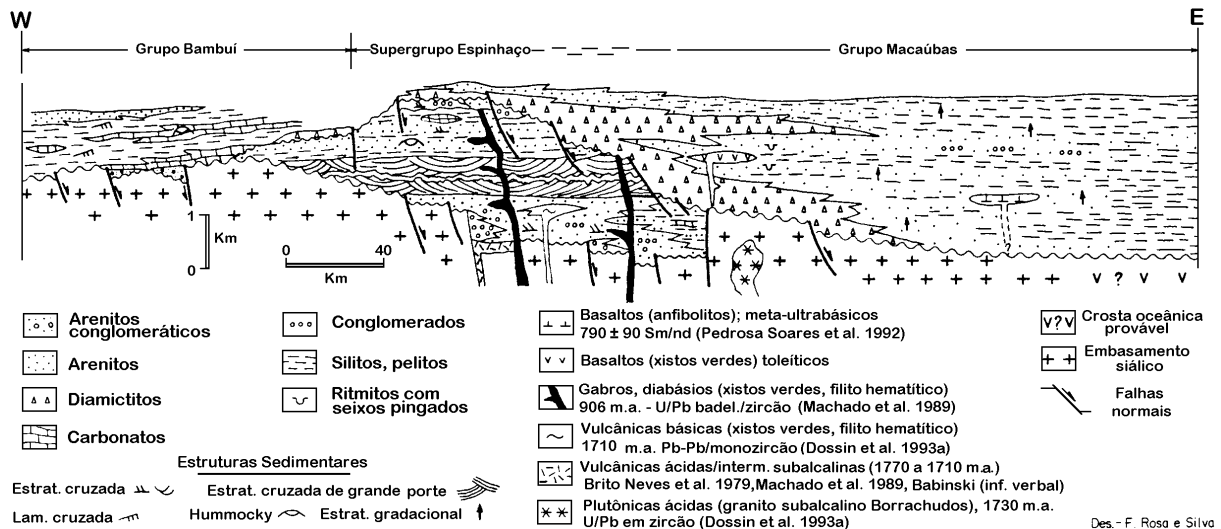 W
E
Grupo Bambuí
Supergrupo Espinhaço
Grupo Macaúbas
1
Km
0
0 40
Km
?
Arenitos conglomeráticos
Arenitos
Diamictitos
Carbonatos
Conglomerados
Silitos, pelitos
Ritmitos com seixos pingados
Basaltos (anfibolitos); meta-ultrabásicos
790 ± 90 Sm/nd (Pedrosa Soares et al. 1992)
Basaltos (xistos verdes) toleíticos
Gabros, diabásios (xistos verdes, filito hematítico)
906 m.a. - U/Pb badel./zircão (Machado et al. 1989)
Vulcânicas básicas (xistos verdes, filito hematítico)
1710 m.a. Pb-Pb/monozircão (Dossin et al. 1993a)
Vulcânicas ácidas/interm. subalcalinas (1770 a 1710 m.a.)
Brito Neves et al. 1979,Machado et al. 1989, Babinski (inf. verbal)
Plutônicas ácidas (granito subalcalino Borrachudos), 1730 m.a.
U/Pb em zircão (Dossin et al. 1993a)
?
Crosta oceânica provável
Embasamento siálico
Falhas normais
Estruturas Sedimentares
Estrat. cruzada
Estrat. cruzada de grande porte
Lam. cruzada
Hummocky
Estrat. gradacional
Des.- F. Rosa e Silva